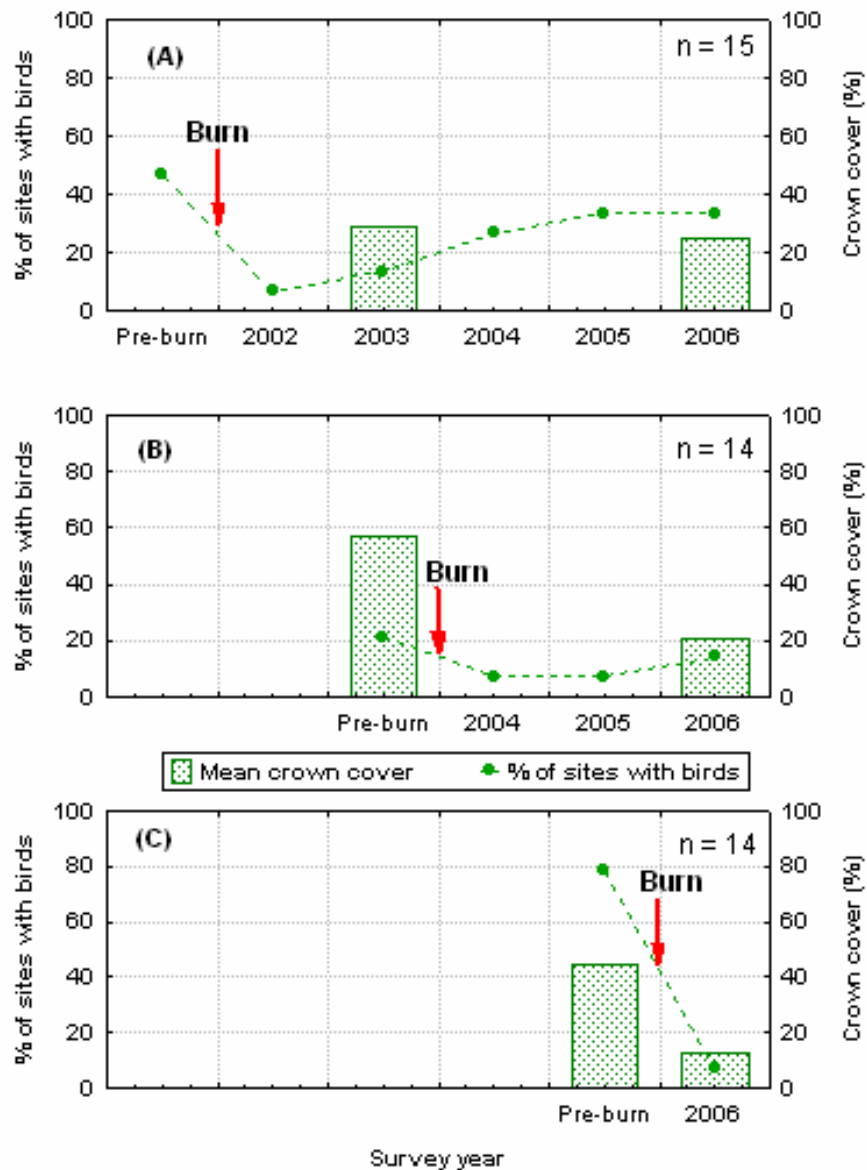 100
80
60
40
20
0
% of sites with birds
(A)
n = 15
Burn
100
80
60
40
20
0
Crown cover (%)
Pre-burn 2002 2003 2004 2005 2006
100
80
60
40
20
0
% of sites with birds
(B)
n = 14
Burn
100
80
60
40
20
0
Crown cover (%)
Pre-burn 2004 2005 2006
Mean crown cover % of sites with birds
100
80
60
40
20
0
% of sites with birds
(C)
n = 14
Burn
100
80
60
40
20
0
Crown cover (%)
Pre-burn 2006
Survey year